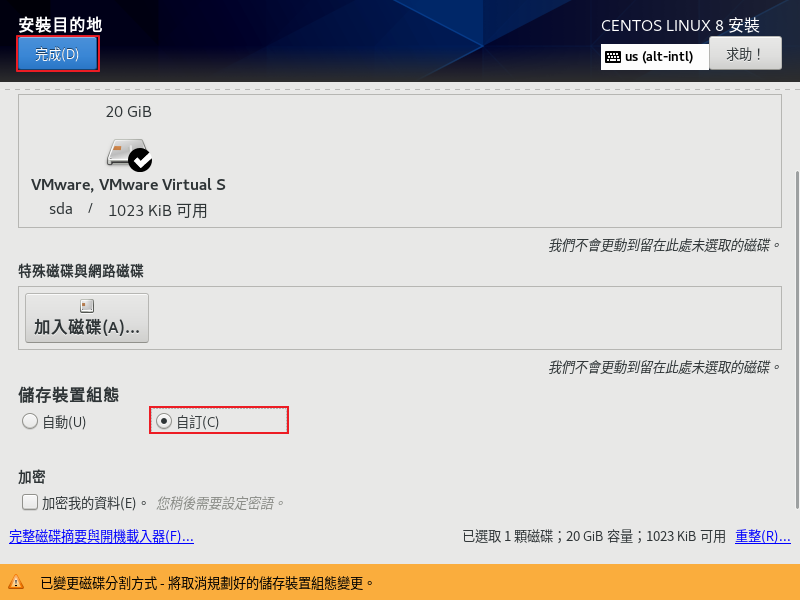 安裝目的地
CENTOS LINUX 8 安裝
完成(D)
us (alt-intl)
求助！
20 GiB
VMware, VMware Virtual S
sda / 1023 KiB 可用
我們不會更動到留在此處未選取的磁碟。
特殊磁碟與網路磁碟
加入磁碟(A)...
我們不會更動到留在此處未選取的磁碟。
儲存裝置組態
自動(U)
自訂(C)
加密
加密我的資料(E)。 您稍後需要設定密語。
完整磁碟摘要與開機載入器(F)...
已選取 1 顆磁碟；20 GiB 容量；1023 KiB 可用 重整(R)...
已變更磁碟分割方式 - 將取消規劃好的儲存裝置組態變更。